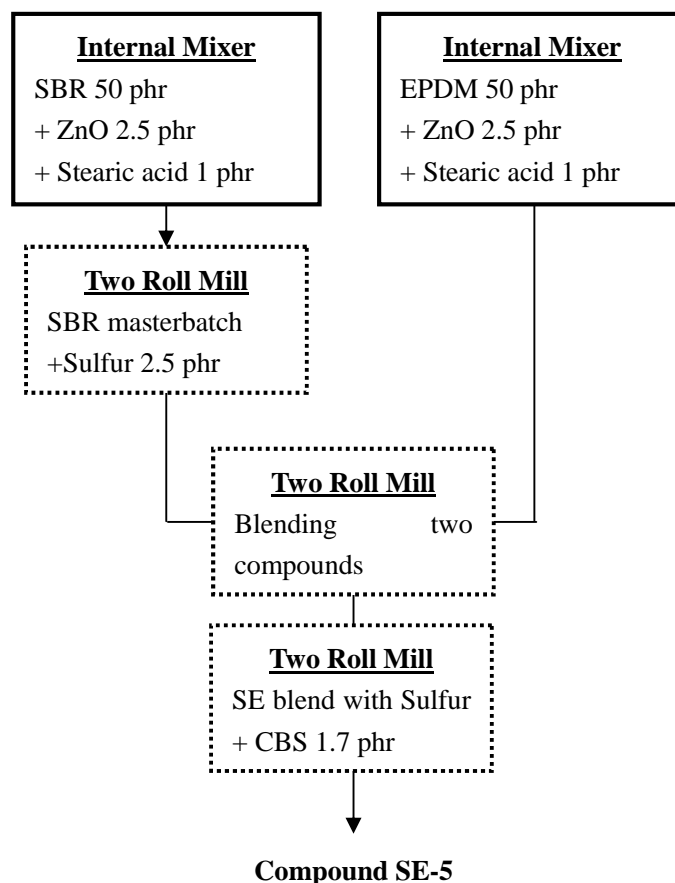 Internal Mixer
SBR 50 phr
+ ZnO 2.5 phr
+ Stearic acid 1 phr
Internal Mixer
EPDM 50 phr
+ ZnO 2.5 phr
+ Stearic acid 1 phr
Two Roll Mill
SBR masterbatch
+Sulfur 2.5 phr
Two Roll Mill
Blending two
compounds
Two Roll Mill
SE blend with Sulfur
+ CBS 1.7 phr
Compound SE-5